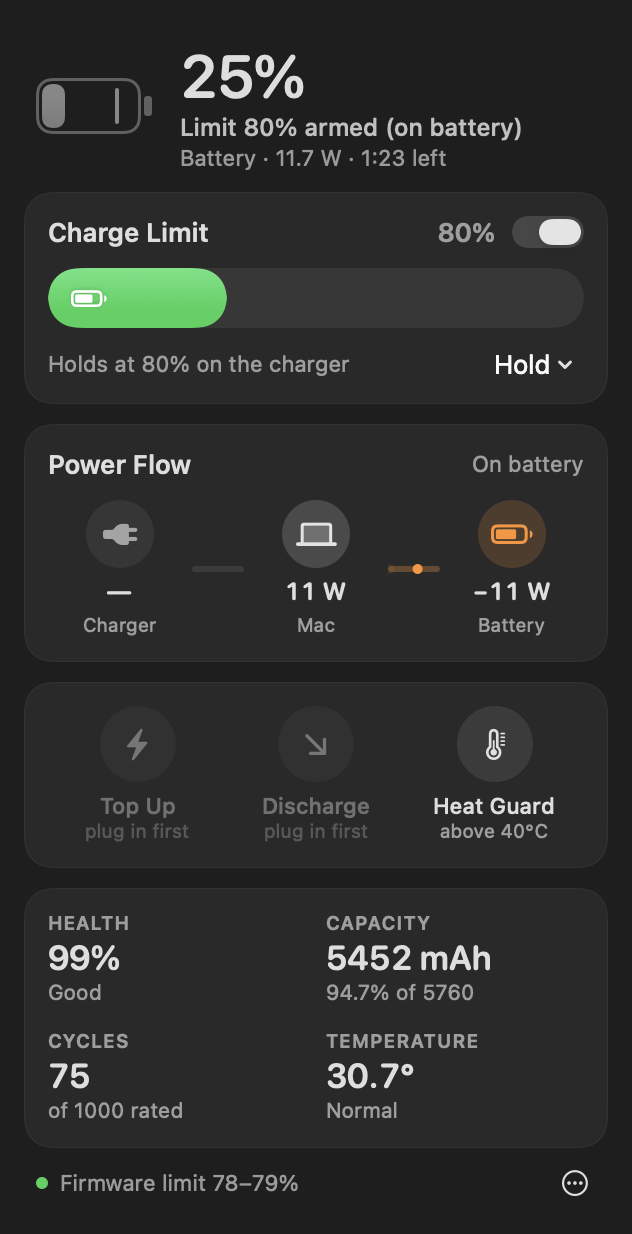 25%
Limit 80% armed (on battery)
Battery · 11.7 W · 1:23 left
Charge Limit 80%
Holds at 80% on the charger Hold
Power Flow On battery
— 11 W −11 W
Charger Mac Battery
Top Up Discharge Heat Guard
plug in first plug in first above 40°C
HEALTH CAPACITY
99% 5452 mAh
Good 94.7% of 5760
CYCLES TEMPERATURE
75 30.7°
of 1000 rated Normal
Firmware limit 78–79%